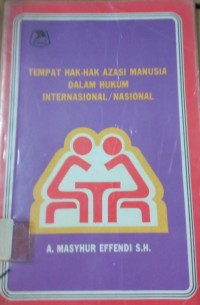 TEMPAT HAK-HAK AZASI MANUSIA
DALAM HUKUM
INTERNASIONAL/NASIONAL
A. MASYHUR EFFENDI S.H.